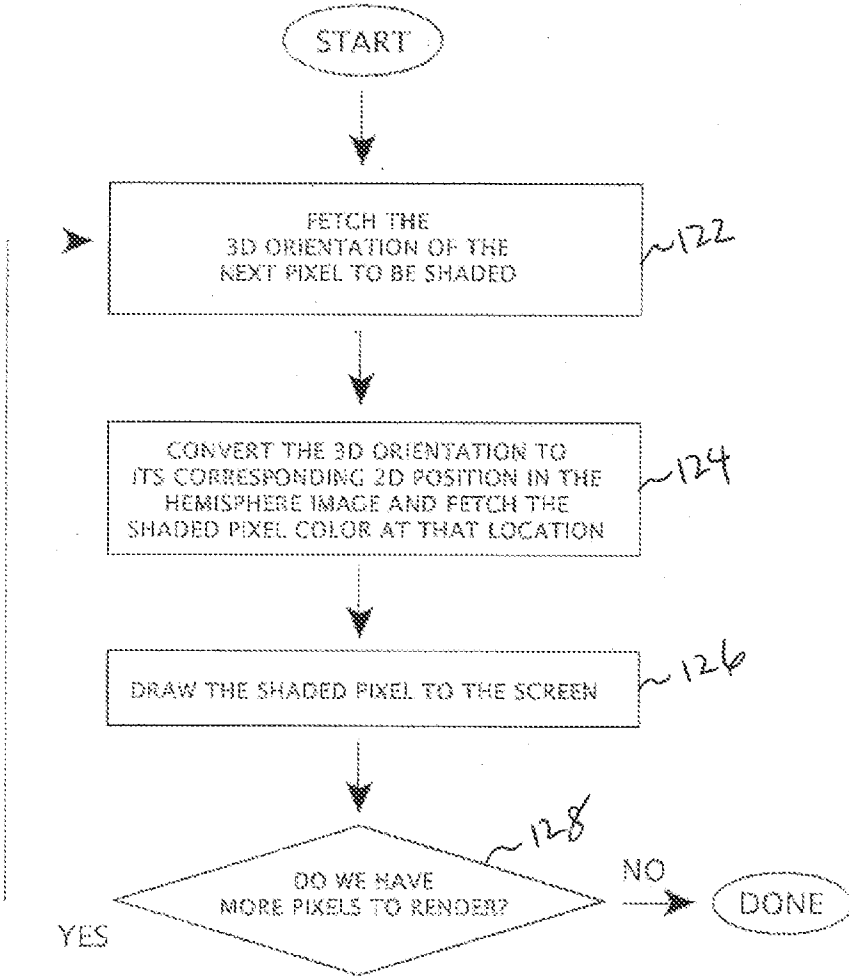 START
FETCH THE
3D ORIENTATION OF THE
NEXT PIXEL TO BE SHADED
122
CONVERT THE 3D ORIENTATION TO
ITS CORRESPONDING 2D POSITION IN THE
HEMISPHERE IMAGE AND FETCH THE
SHADED PIXEL COLOR AT THAT LOCATION
124
DRAW THE SHADED PIXEL TO THE SCREEN
126
128
DO WE HAVE
MORE PIXELS TO RENDER?
NO
DONE
YES